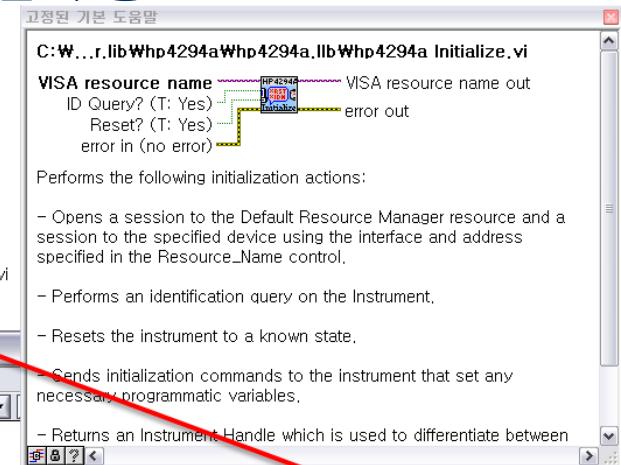 고정된 기본 도움말
C:₩...r.lib₩hp4294a₩hp4294a.llb₩hp4294a Initialize.vi
VISA resource name
HP4294A
VISA resource name out
ID Query? (T: Yes)
Initialize
error out
Reset? (T: Yes)
error in (no error)
Performs the following initialization actions:
- Opens a session to the Default Resource Manager resource and a
session to the specified device using the interface and address
specified in the Resource_Name control.
vi
- Performs an identification query on the Instrument.
- Resets the instrument to a known state.
- Sends initialization commands to the instrument that set any
necessary programmatic variables.
- Returns an Instrument Handle which is used to differentiate between